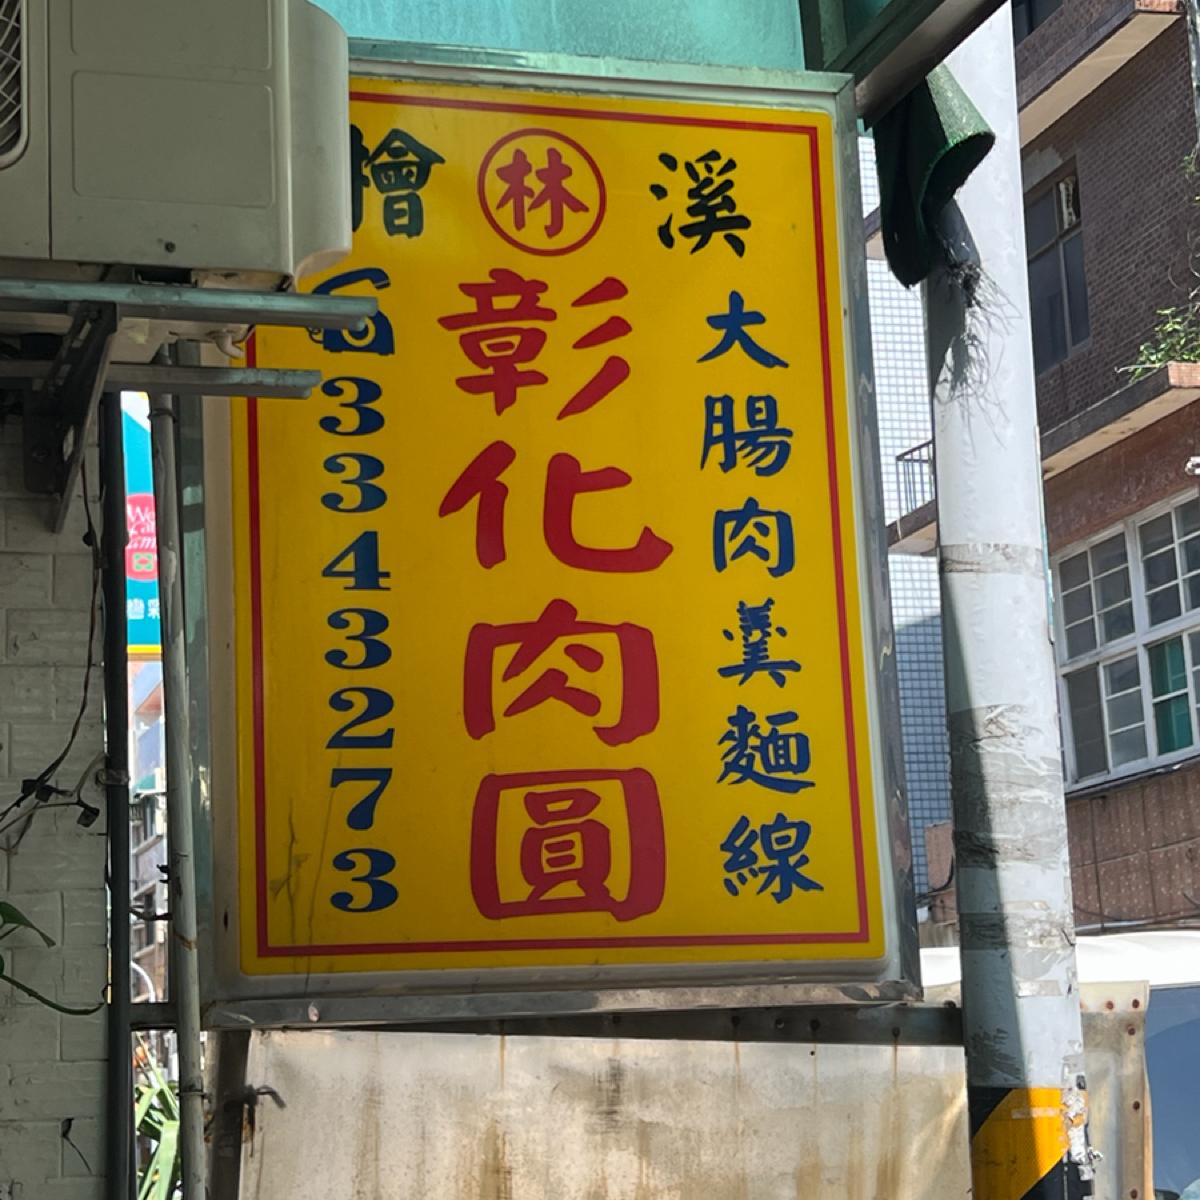 溪 林 檜
大腸肉羹麵線
彰化肉圓
3343273